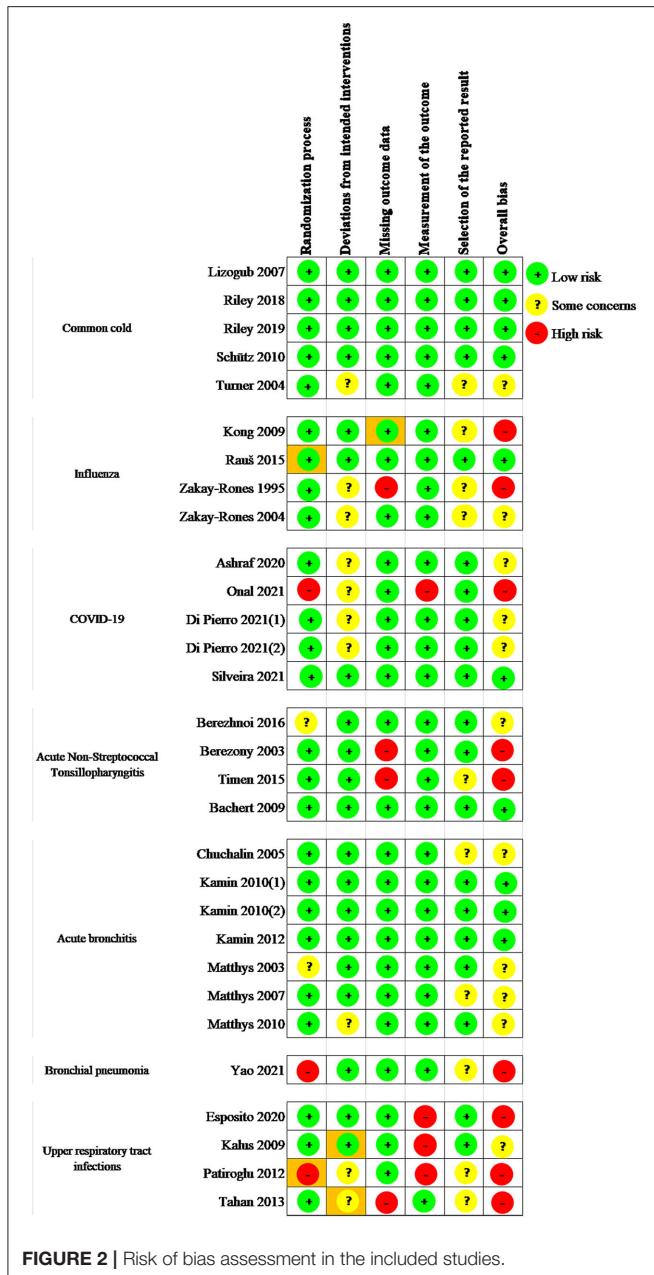 Randomization process
Deviations from intended interventions
Missing outcome data
Measurement of the outcome
Selection of the reported result
Overall bias
Common cold
Lizogub 2007 + + + + + +
Riley 2018 + + + + + +
Riley 2019 + + + + + +
Schütz 2010 + + + + + +
Turner 2004 + ? + + ? ?
+ Low risk
? Some concerns
- High risk
Influenza
Kong 2009 + + + + ? -
Rauš 2015 + + + + + +
Zakay-Rones 1995 + ? - + ? -
Zakay-Rones 2004 + ? + + ? ?
COVID-19
Ashraf 2020 + ? + + + ?
Onal 2021 - ? + - + -
Di Pierro 2021(1) + ? + + + ?
Di Pierro 2021(2) + ? + + + ?
Silveira 2021 + + + + + +
Acute Non-Streptococcal
Tonsillopharyngitis
Berezhnoi 2016 ? + + + + ?
Berezony 2003 + + - + + -
Timen 2015 + + - + ? -
Bachert 2009 + + + + + +
Acute bronchitis
Chuchalin 2005 + + + + ? ?
Kamin 2010(1) + + + + + +
Kamin 2010(2) + + + + + +
Kamin 2012 + + + + + +
Matthys 2003 ? + + + + ?
Matthys 2007 + + + + ? ?
Matthys 2010 + ? + + + ?
Bronchial pneumonia
Yao 2021 - + + + ? -
Upper respiratory tract
infections
Esposito 2020 + + + - + -
Kahus 2009 + + + - + ?
Patiroglu 2012 - ? + - ? -
Tahan 2013 + ? - + ? -
FIGURE 2 | Risk of bias assessment in the included studies.